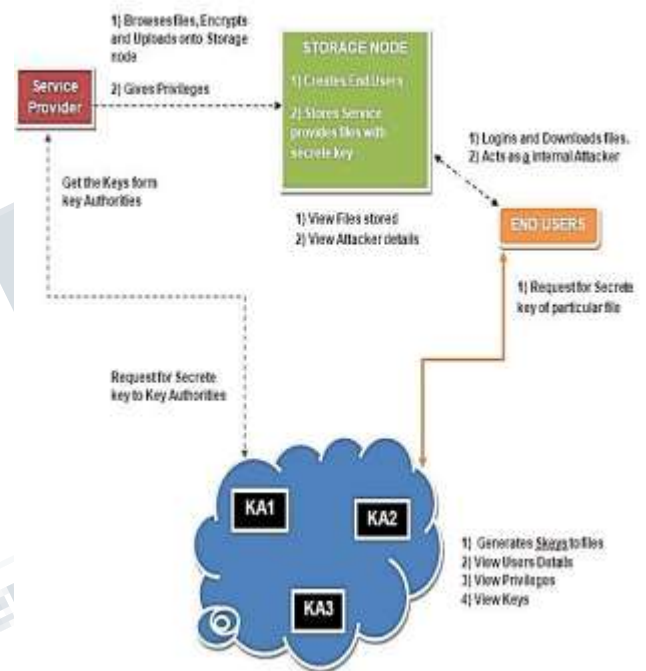 1) Browses files, Encrypts
and Uploads onto Storage
node
2) Gives Privileges
Service
Provider
STORAGE NODE
1) Creates End Users
2) Stores Service
provides files with
secrete key
1) Logins and Downloads files.
2) Acts as a Internal Attacker
Get the Keys form
key Authorities
1) View Files stored
2) View Attacker details
END USERS
1) Request for Secrete
key of particular file
Request for Secrete
key to Key Authorities
KA1
KA2
KA3
1) Generates Skeys to files
2) View Users Details
3) View Privileges
4) View Keys